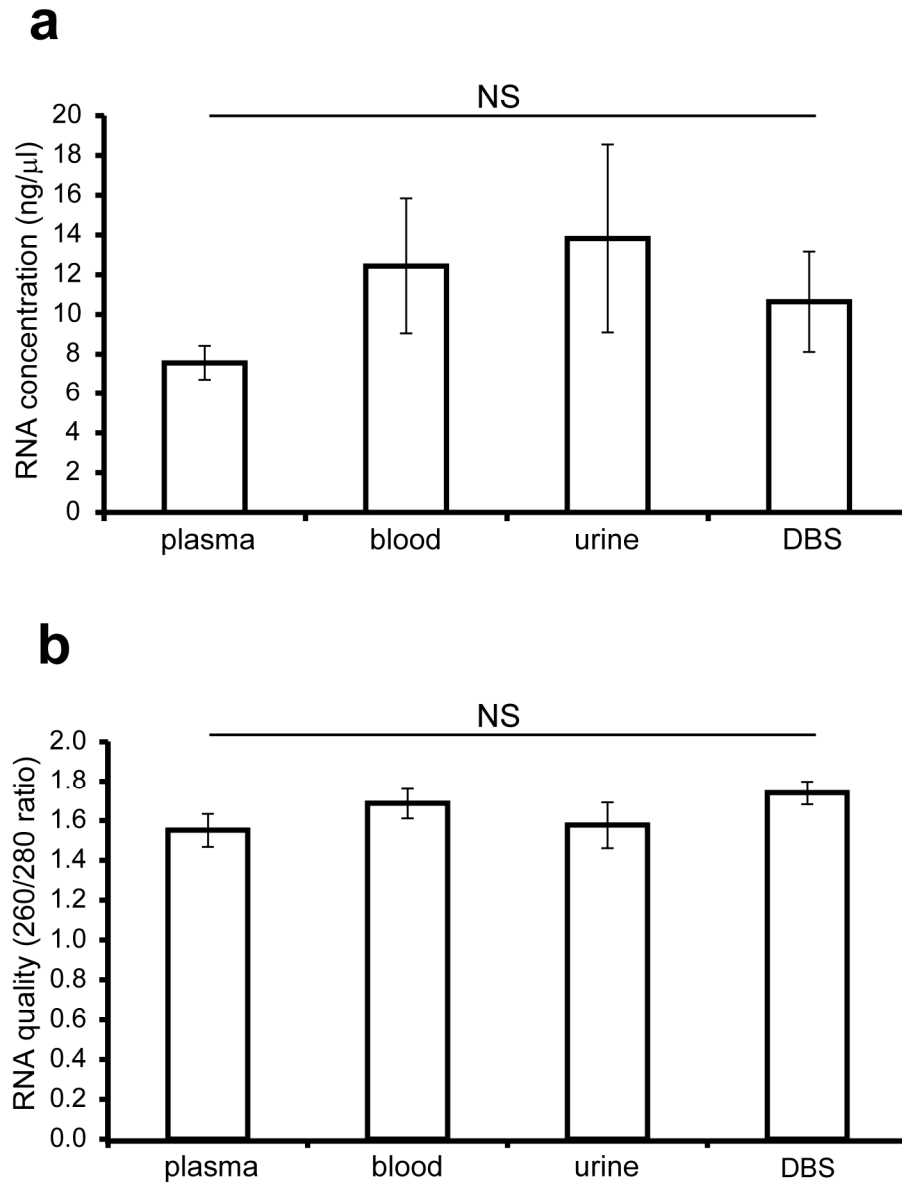 a
NS
RNA concentration (ng/µl)
20
18
16
14
12
10
8
6
4
2
0
plasma blood urine DBS
b
NS
RNA quality (260/280 ratio)
2.0
1.8
1.6
1.4
1.2
1.0
0.8
0.6
0.4
0.2
0.0
plasma blood urine DBS